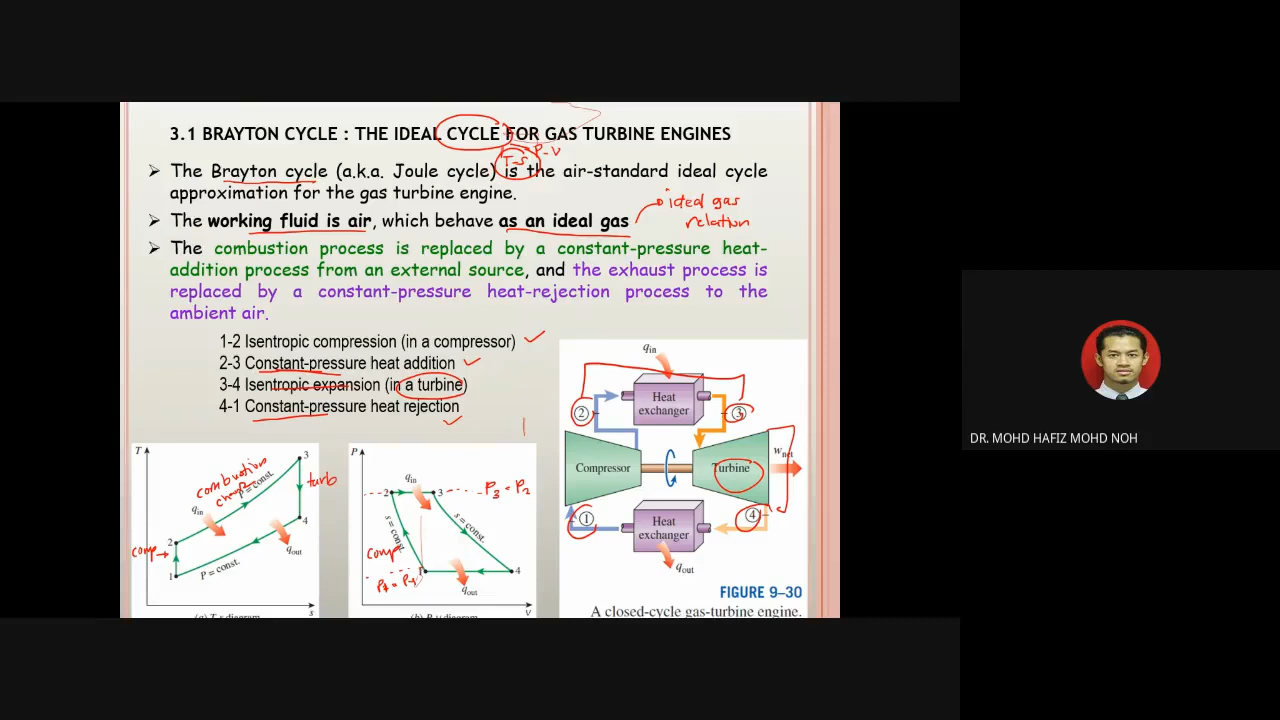 3.1 BRAYTON CYCLE : THE IDEAL CYCLE FOR GAS TURBINE ENGINES
P-V
T-S
The Brayton cycle (a.k.a. Joule cycle) is the air-standard ideal cycle
approximation for the gas turbine engine.
ideal gas
relation
The working fluid is air, which behave as an ideal gas
The combustion process is replaced by a constant-pressure heat-
addition process from an external source, and the exhaust process is
replaced by a constant-pressure heat-rejection process to the
ambient air.
1-2 Isentropic compression (in a compressor)
2-3 Constant-pressure heat addition
3-4 Isentropic expansion (in a turbine)
4-1 Constant-pressure heat rejection
T
3
combustion
P = const.
turb
qin
4
2
comp
qout
P = const.
1
s
(a) T-s diagram
P
qin
2
3
P3 = P2
s = const.
s = const.
comp
1
4
qout
v
(b) P-v diagram
qin
Heat
exchanger
2
3
Compressor
Turbine
wnet
1
4
Heat
exchanger
qout
FIGURE 9–30
A closed-cycle gas-turbine engine.
DR. MOHD HAFIZ MOHD NOH